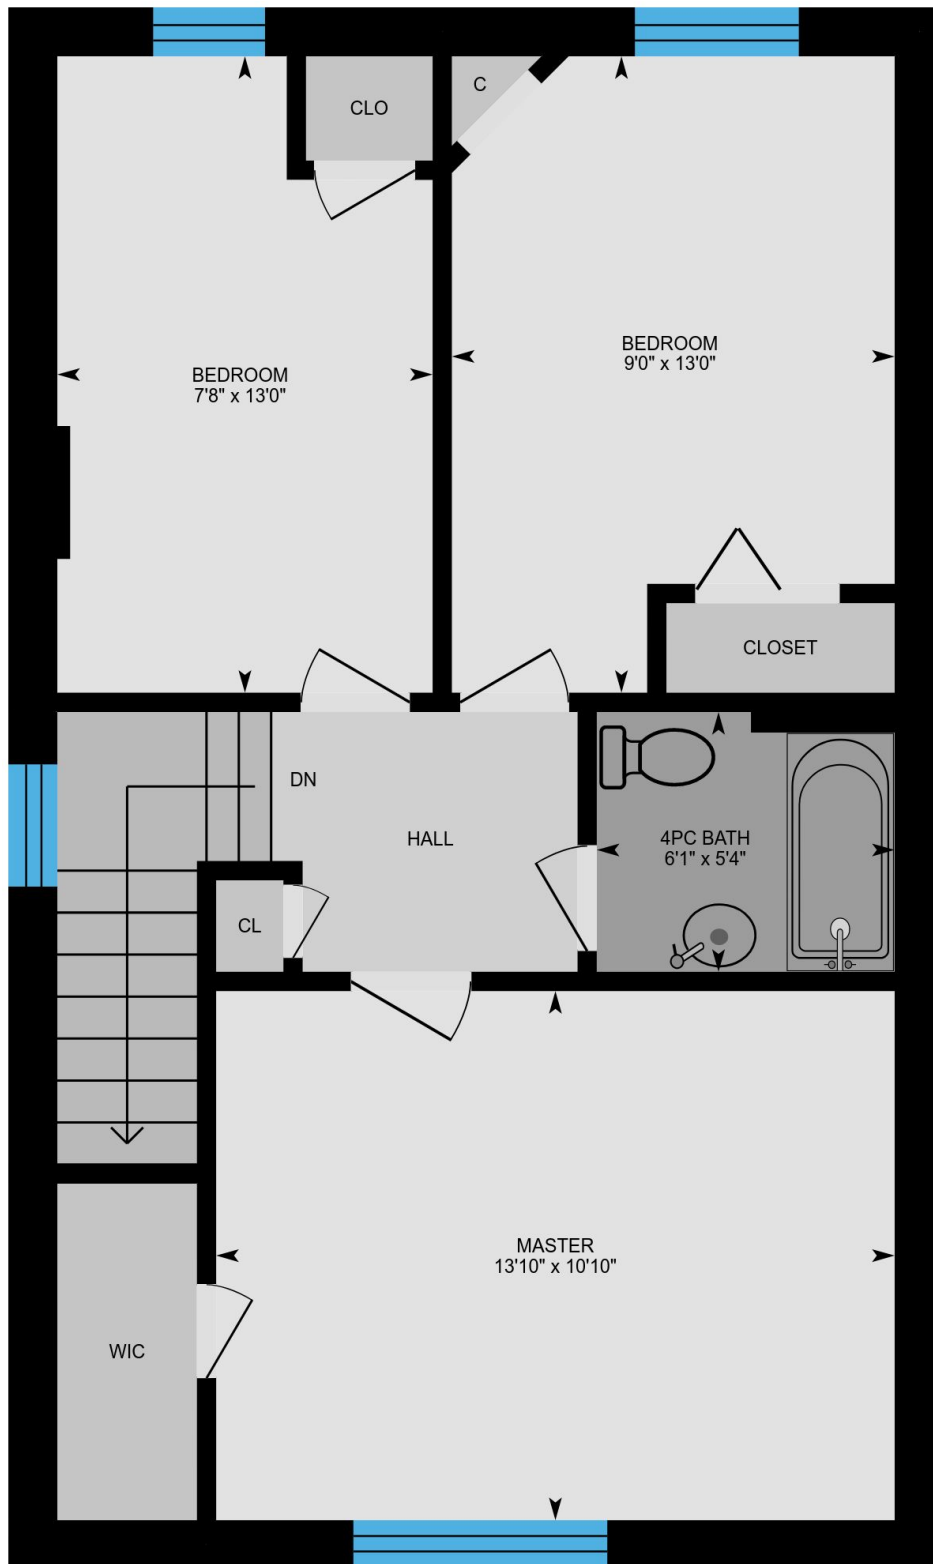 CLO
C
BEDROOM
7'8" x 13'0"
BEDROOM
9'0" x 13'0"
CLOSET
DN
HALL
4PC BATH
6'1" x 5'4"
CL
MASTER
13'10" x 10'10"
WIC